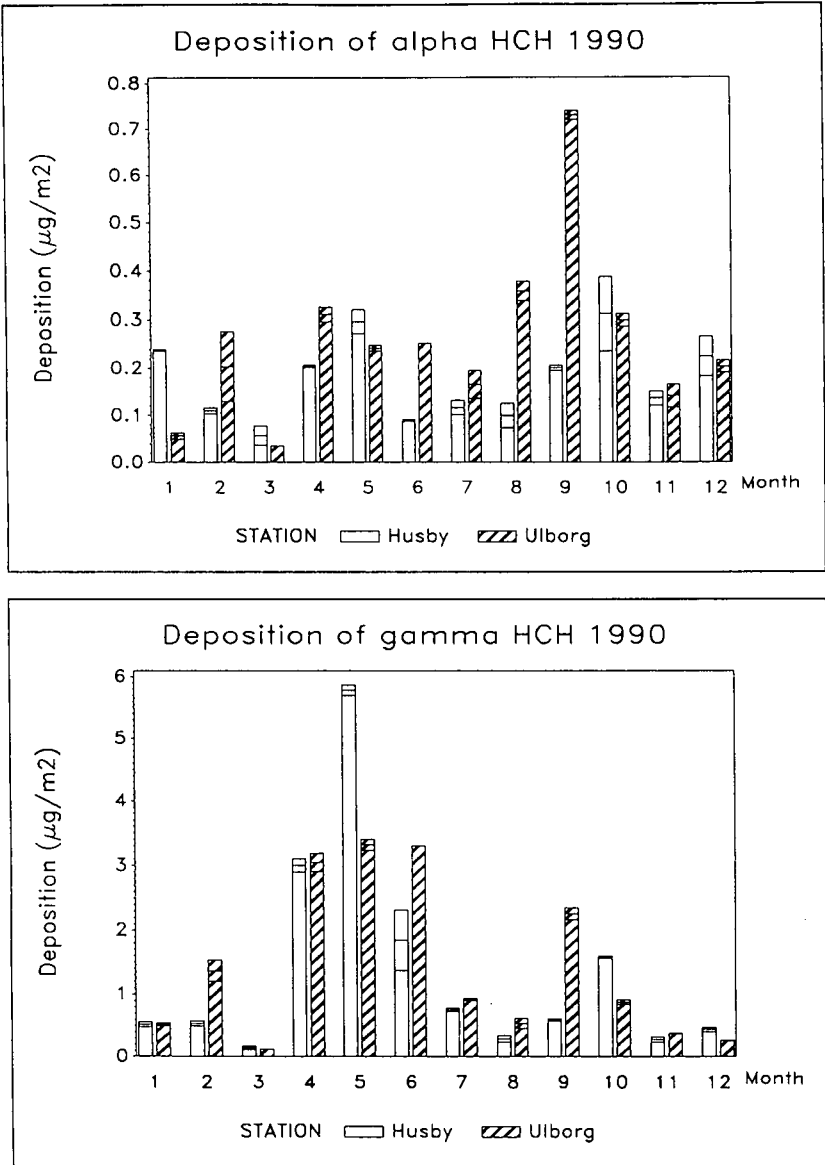 Deposition of alpha HCH 1990
Deposition (µg/m2)
0.8
0.7
0.6
0.5
0.4
0.3
0.2
0.1
0.0
1 2 3 4 5 6 7 8 9 10 11 12 Month
STATION Husby Ulborg
Deposition of gamma HCH 1990
Deposition (µg/m2)
6
5
4
3
2
1
0
1 2 3 4 5 6 7 8 9 10 11 12 Month
STATION Husby Ulborg